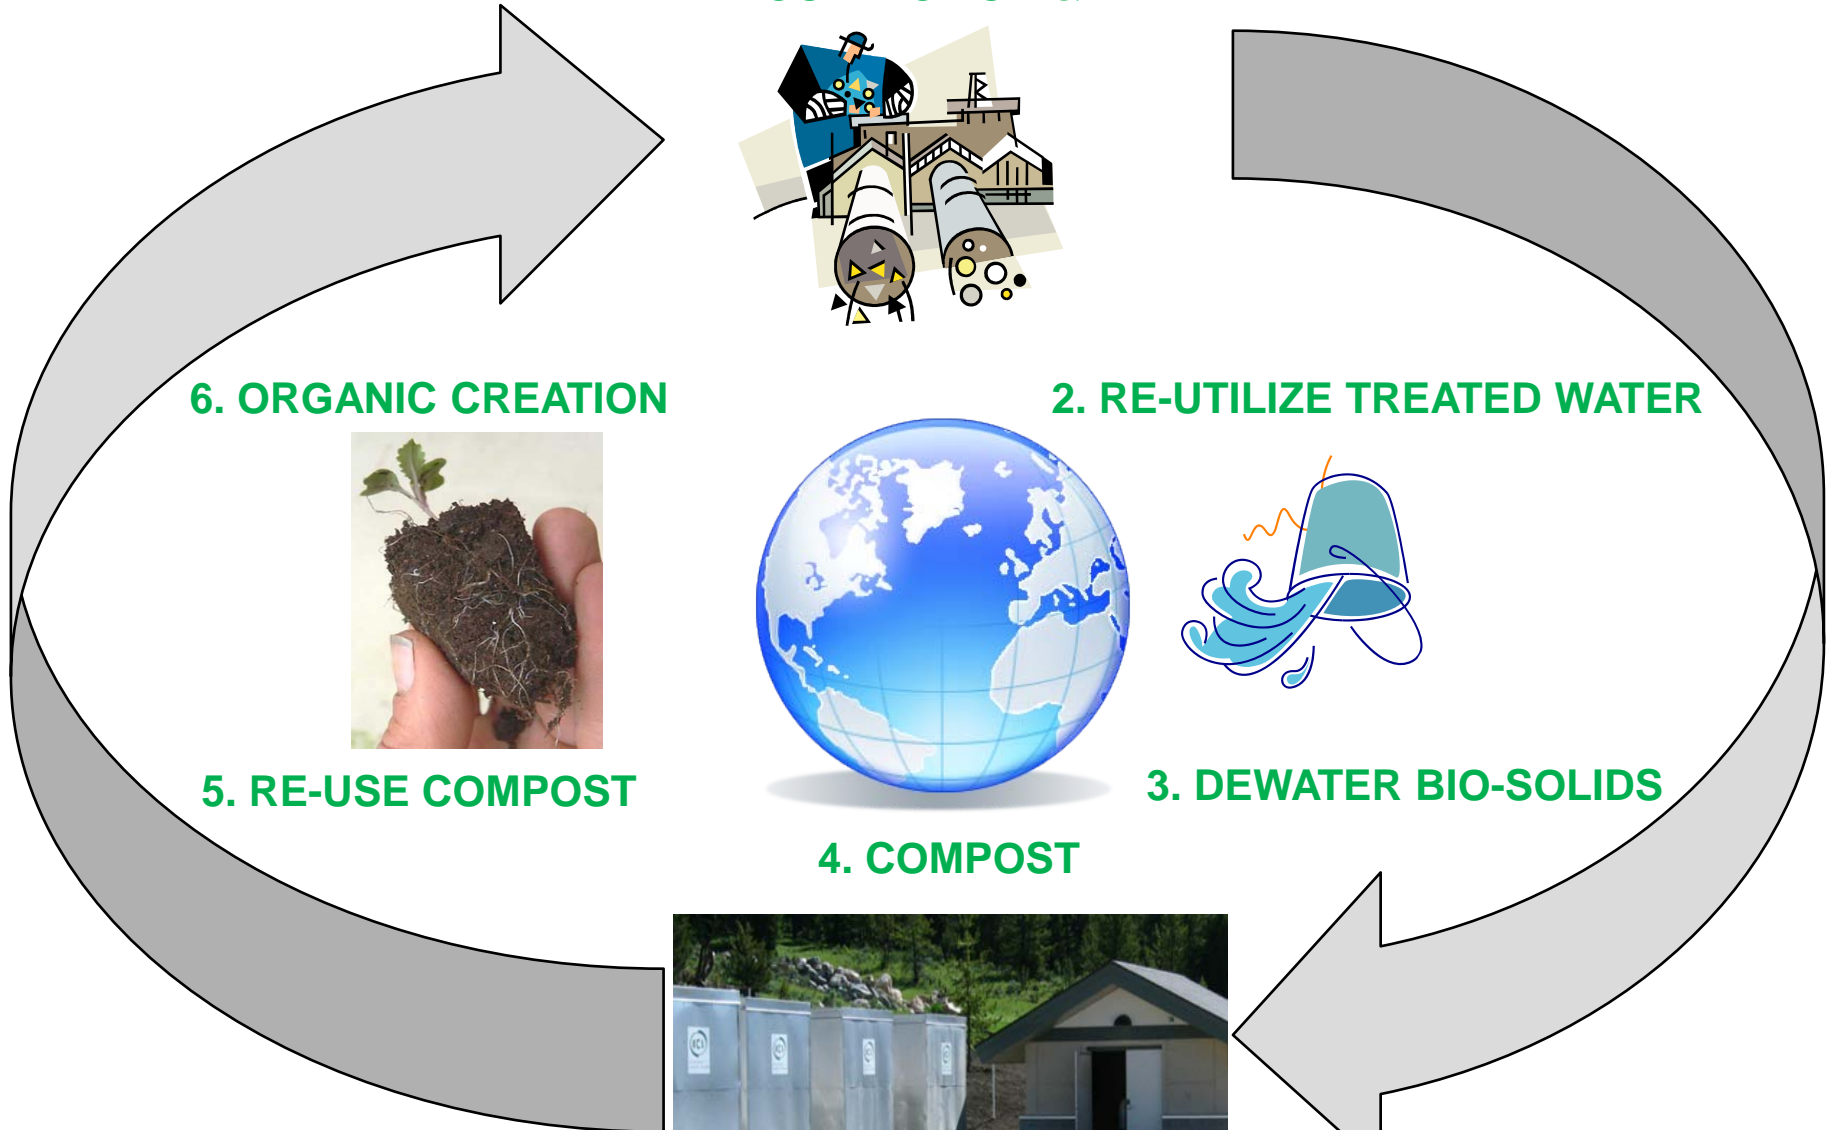 6. ORGANIC CREATION
2. RE-UTILIZE TREATED WATER
5. RE-USE COMPOST
3. DEWATER BIO-SOLIDS
4. COMPOST